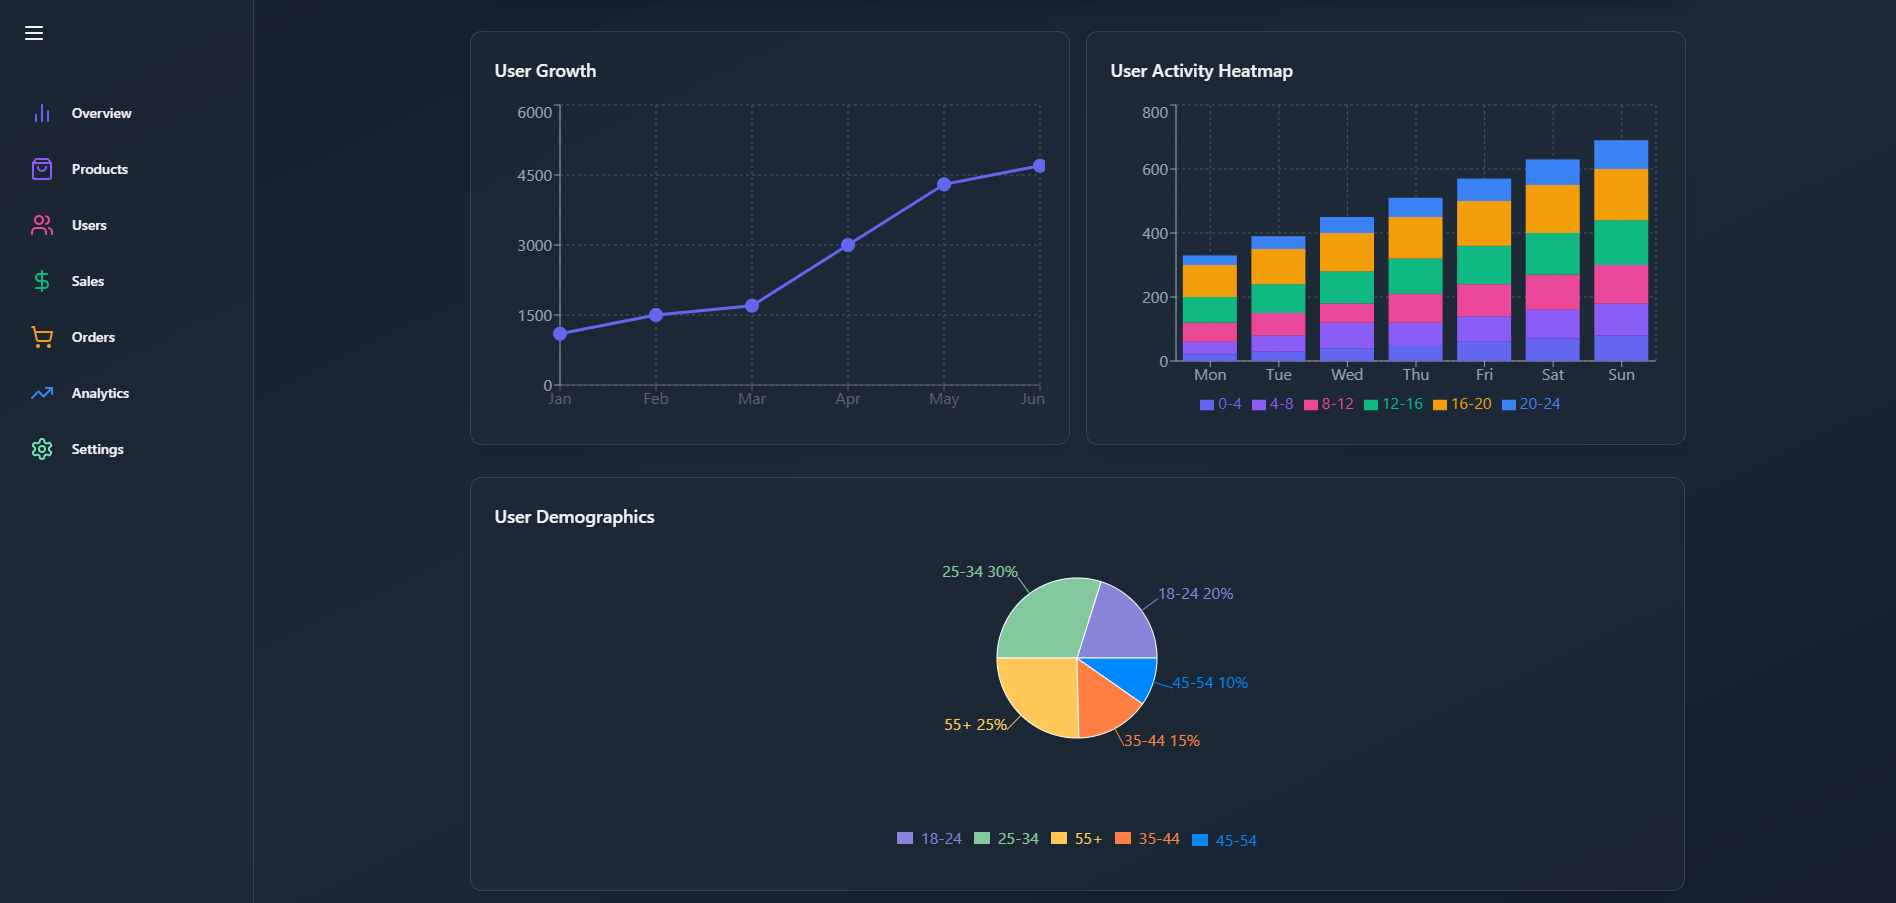 Overview
Products
Users
Sales
Orders
Analytics
Settings
User Growth
6000
4500
3000
1500
0
Jan Feb Mar Apr May Jun
User Activity Heatmap
800
600
400
200
0
Mon Tue Wed Thu Fri Sat Sun
0-4 4-8 8-12 12-16 16-20 20-24
User Demographics
25-34 30%
18-24 20%
45-54 10%
55+ 25%
35-44 15%
18-24 25-34 55+ 35-44 45-54